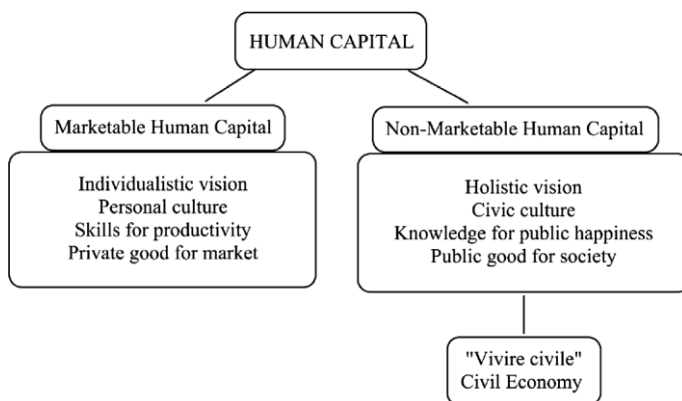 HUMAN CAPITAL
Marketable Human Capital
Individualistic vision
Personal culture
Skills for productivity
Private good for market
Non-Marketable Human Capital
Holistic vision
Civic culture
Knowledge for public happiness
Public good for society
"Vivire civile"
Civil Economy